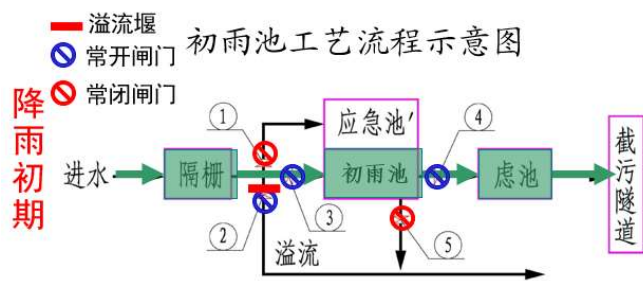 溢流堰
常开闸门
常闭闸门
初雨池工艺流程示意图
降雨初期
进水
隔栅
①
②
溢流
③
应急池'
初雨池
④
⑤
虑池
截污隧道